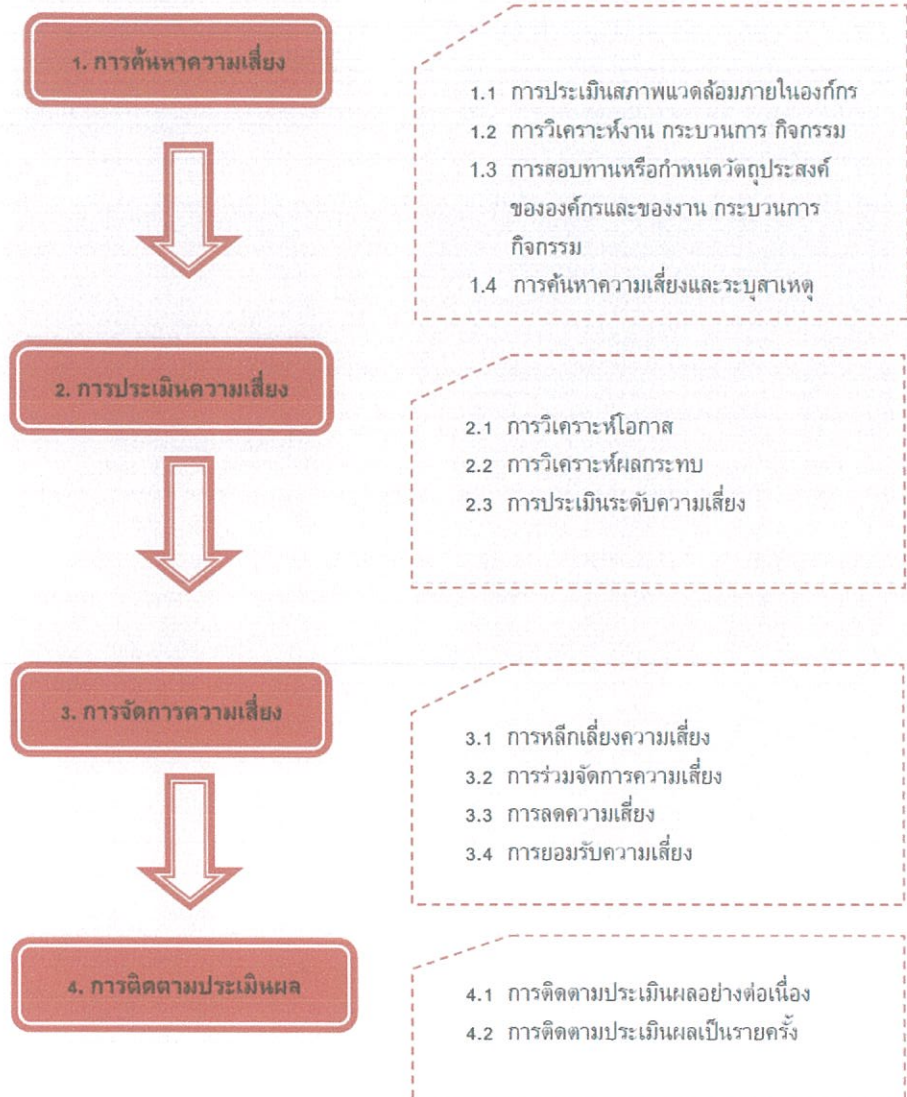 1. การค้นหาความเสี่ยง
1.1 การประเมินสภาพแวดล้อมภายในองค์กร
1.2 การวิเคราะห์งาน กระบวนการ กิจกรรม
1.3 การสอบทานหรือกำหนดวัตถุประสงค์
ขององค์กรและของงาน กระบวนการ
กิจกรรม
1.4 การค้นหาความเสี่ยงและระบุสาเหตุ
2. การประเมินความเสี่ยง
2.1 การวิเคราะห์โอกาส
2.2 การวิเคราะห์ผลกระทบ
2.3 การประเมินระดับความเสี่ยง
3. การจัดการความเสี่ยง
3.1 การหลีกเลี่ยงความเสี่ยง
3.2 การร่วมจัดการความเสี่ยง
3.3 การลดความเสี่ยง
3.4 การยอมรับความเสี่ยง
4. การติดตามประเมินผล
4.1 การติดตามประเมินผลอย่างต่อเนื่อง
4.2 การติดตามประเมินผลเป็นรายครั้ง